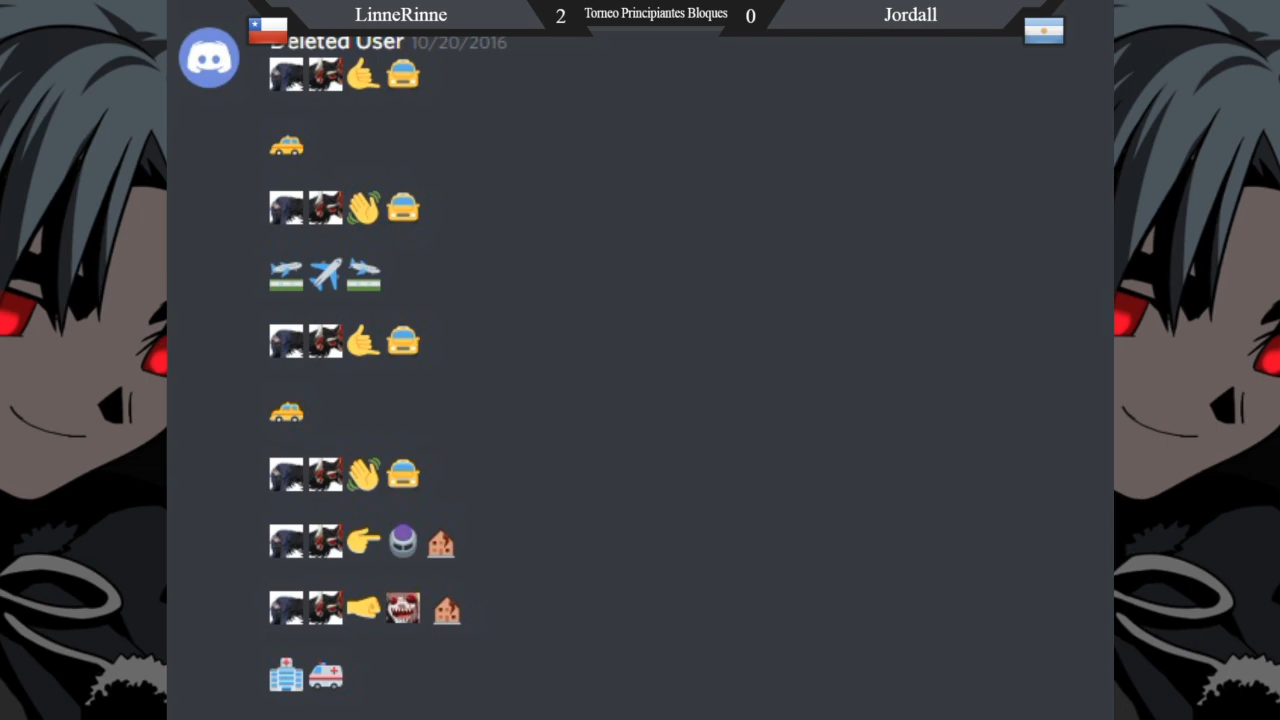 LinneRinne 2 Torneo Principiantes Bloques 0 Jordall
Deleted User 10/20/2016